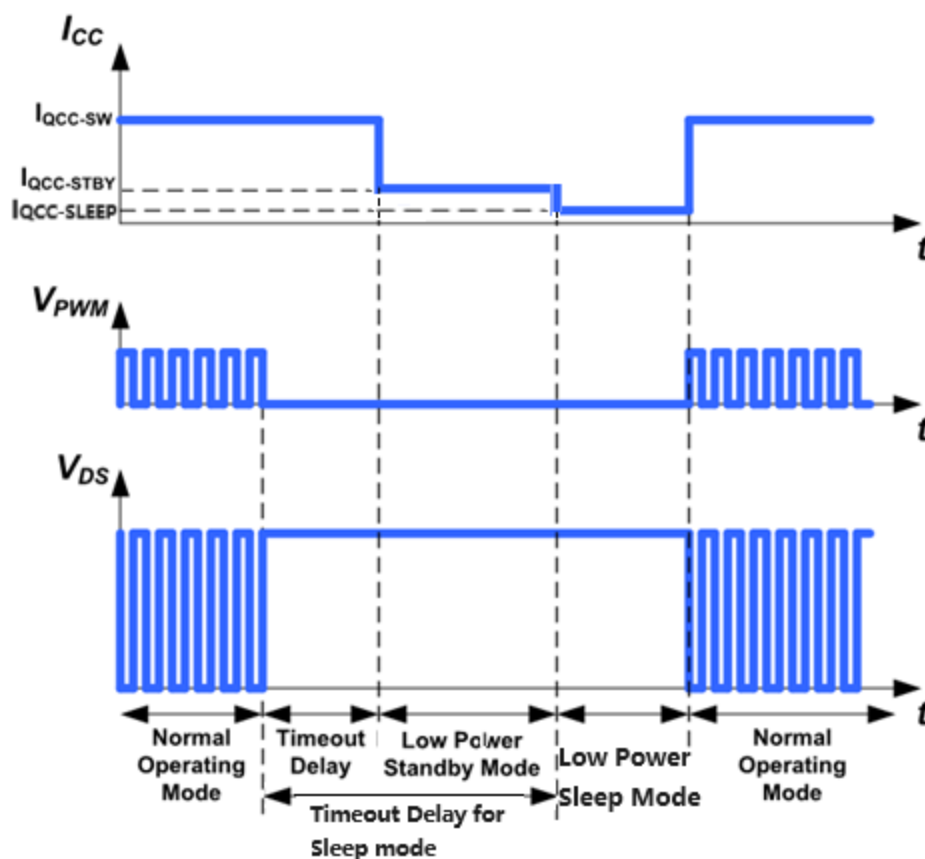 ICC
IQCC-SW
IQCC-STBY
IQCC-SLEEP
t
VPWM
t
VDS
t
Normal
Operating
Mode
Timeout
Delay
Low Power
Standby Mode
Low Power
Sleep Mode
Normal
Operating
Mode
Timeout Delay for
Sleep mode